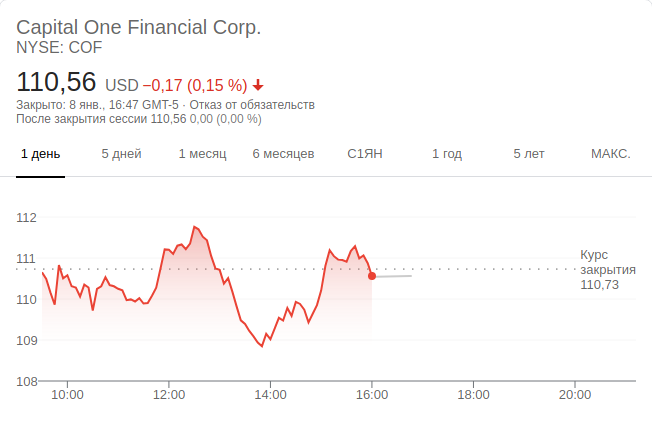 Capital One Financial Corp.
NYSE: COF
110,56 USD −0,17 (0,15 %)
Закрыто: 8 янв., 16:47 GMT-5 · Отказ от обязательств
После закрытия сессии 110,56 0,00 (0,00 %)
1 день 5 дней 1 месяц 6 месяцев С1ЯН 1 год 5 лет МАКС.
112
111
110
109
108
Курс
закрытия
110,73
10:00 12:00 14:00 16:00 18:00 20:00